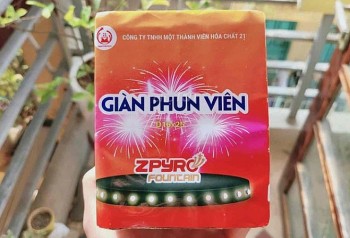 CÔNG TY TNHH MỘT THÀNH VIÊN HÓA CHẤT 21
GIÀN PHUN VIÊN
ZPYRO
FOUNTAIN